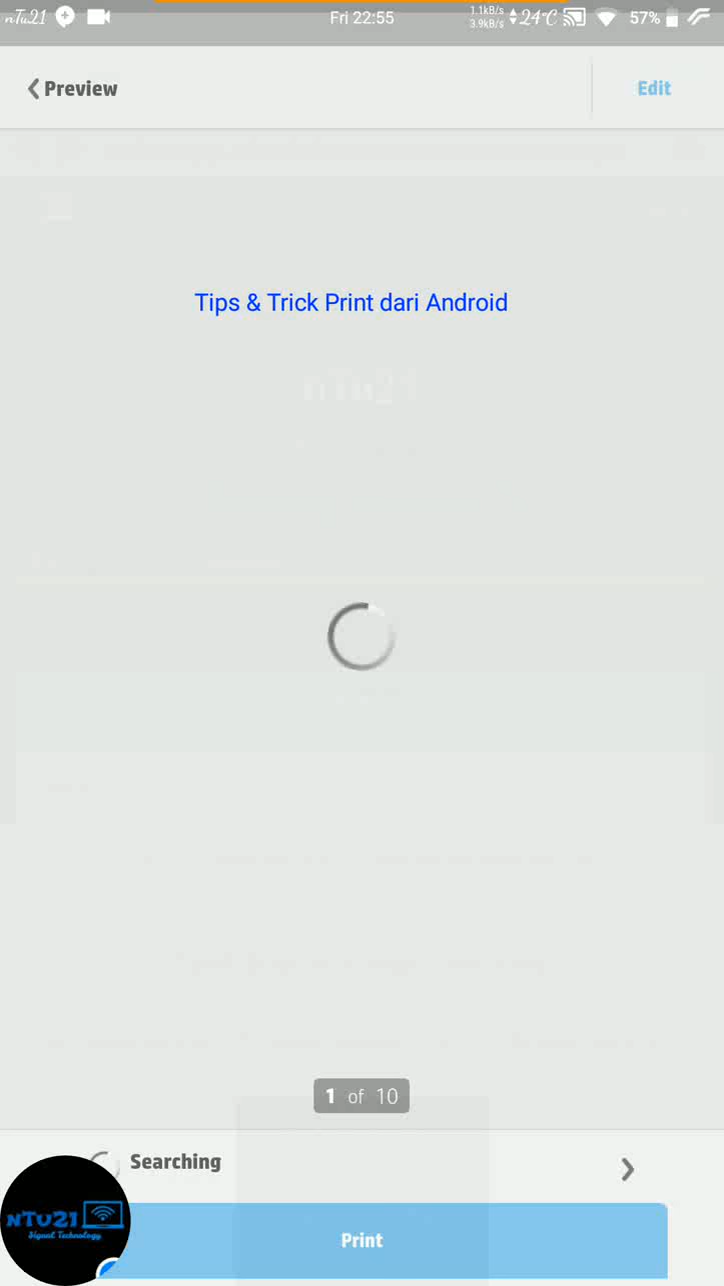 nTu21
Fri 22:55
1.1kB/s
3.9kB/s
24°C
57%
Preview
Edit
Tips & Trick Print dari Android
nTu21
1 of 10
Searching
Print
nTU21
Signal Technology